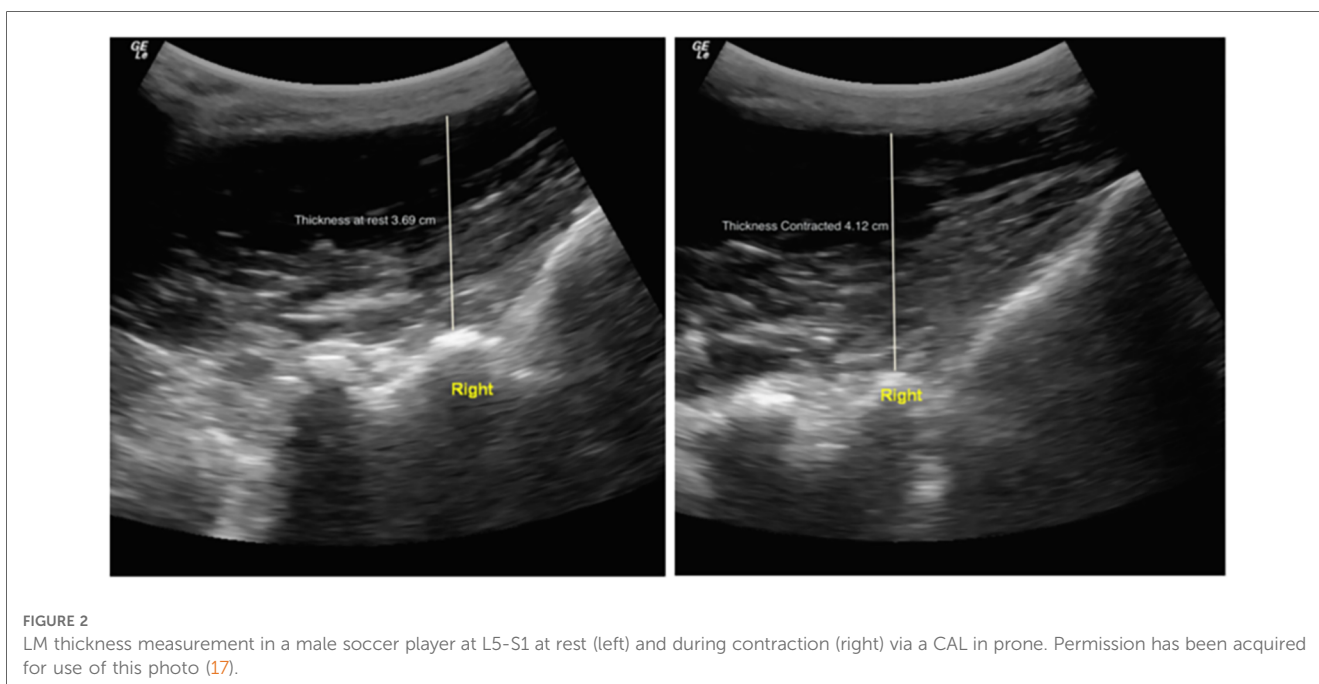 GE
Le
GE
Le
Thickness at rest 3.69 cm
Thickness Contracted 4.12 cm
Right
Right
FIGURE 2
LM thickness measurement in a male soccer player at L5-S1 at rest (left) and during contraction (right) via a CAL in prone. Permission has been acquired
for use of this photo (17).